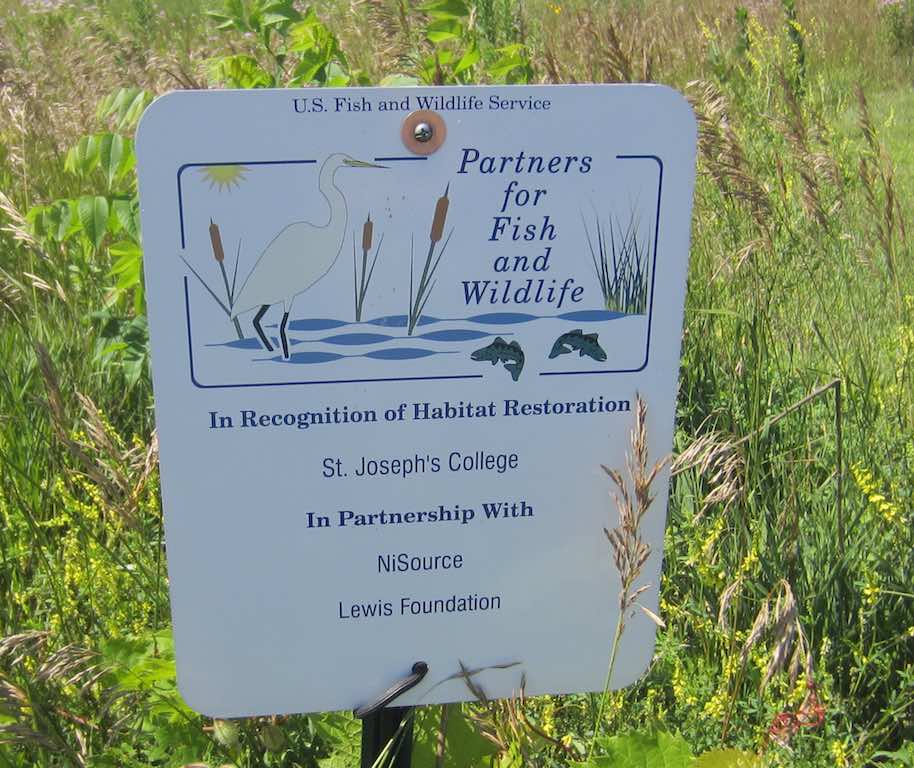 U.S. Fish and Wildlife Service
Partners
for
Fish
and
Wildlife
In Recognition of Habitat Restoration
St. Joseph's College
In Partnership With
NiSource
Lewis Foundation